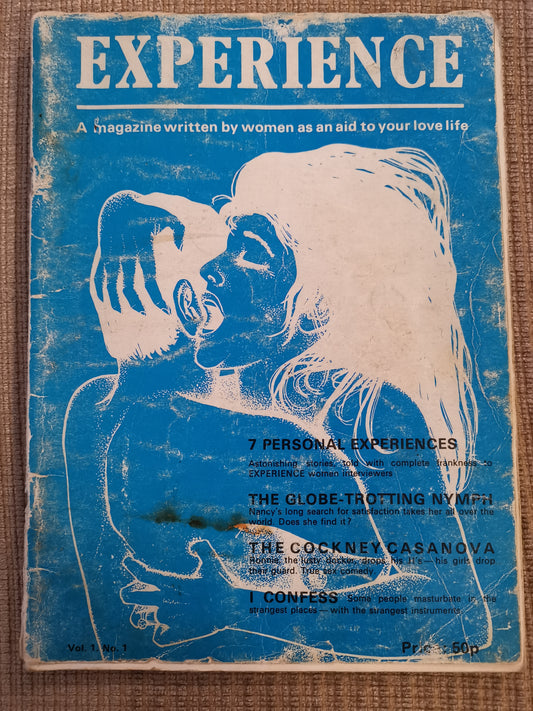 EXPERIENCE
A magazine written by women as an aid to your love life
7 PERSONAL EXPERIENCES
Astonishing stories, told with complete frankness to
EXPERIENCE women interviewers
THE GLOBE-TROTTING NYMPH
Nancy's long search for satisfaction takes her all over the
world. Does she find it?
THE COCKNEY CASANOVA
Ronnie, the lusty docker, drops his H's — his girls drop
their guard. True sex comedy.
I CONFESS Some people masturbate in the
strangest places — with the strangest instruments
Vol. 1. No. 1
Price 50p